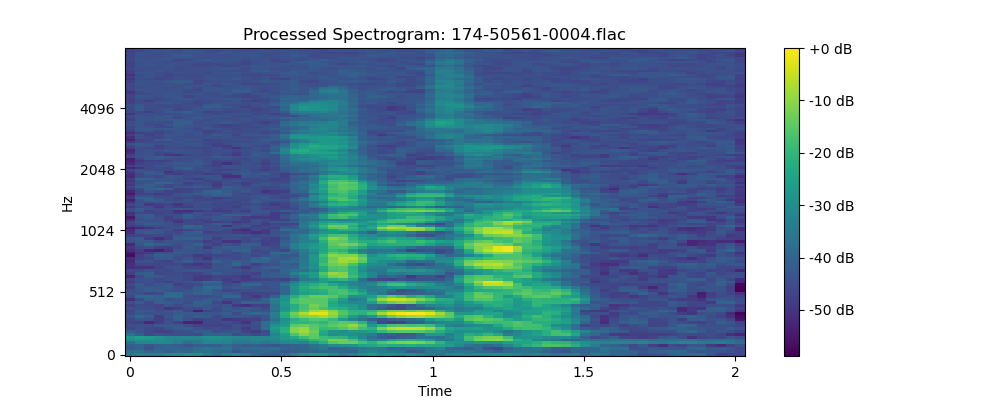 Processed Spectrogram: 174-50561-0004.flac
Hz
4096
2048
1024
512
0
0 0.5 1 1.5 2
Time
+0 dB
-10 dB
-20 dB
-30 dB
-40 dB
-50 dB